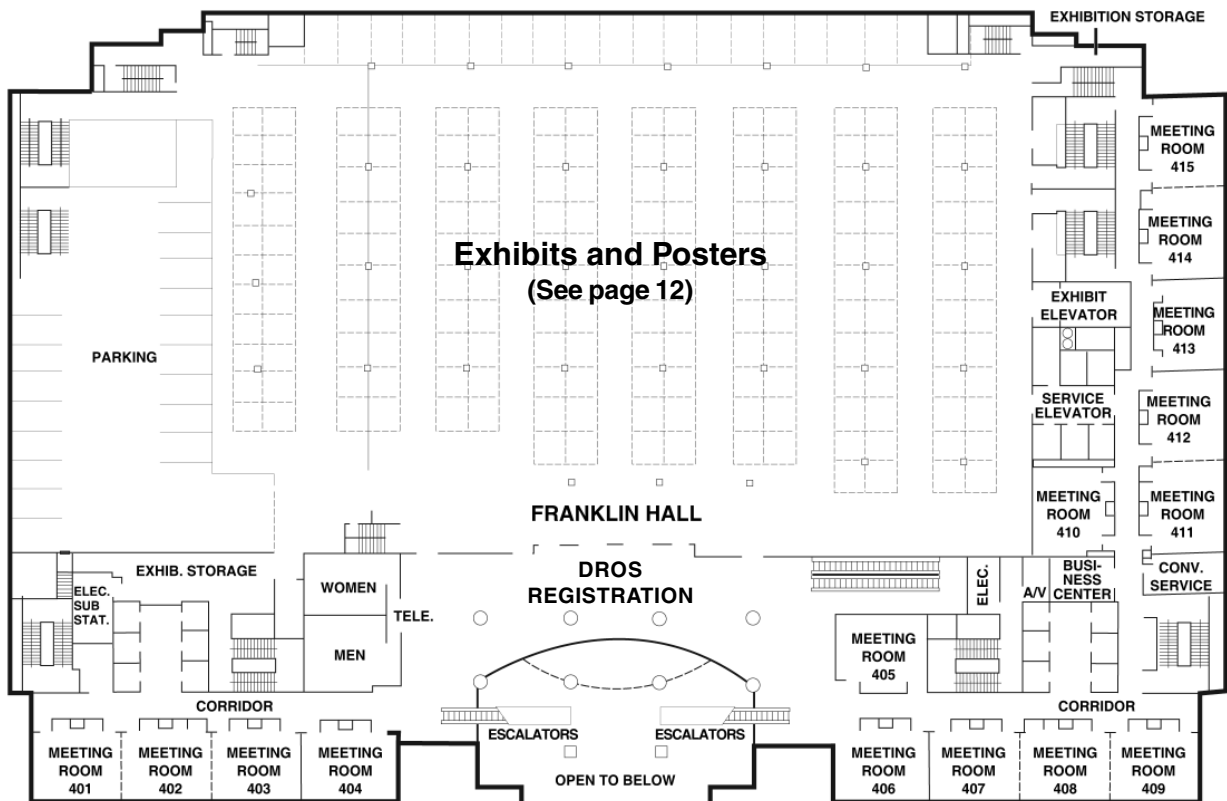 EXHIBITION STORAGE
MEETING
ROOM
415
MEETING
ROOM
414
Exhibits and Posters
(See page 12)
EXHIBIT
ELEVATOR
MEETING
ROOM
413
PARKING
SERVICE
ELEVATOR
MEETING
ROOM
412
MEETING
ROOM
410
MEETING
ROOM
411
FRANKLIN HALL
EXHIB. STORAGE
DROS
REGISTRATION
ELEC.
SUB
STAT.
WOMEN
TELE.
MEN
ELEC.
A/V
BUSI-
NESS
CENTER
CONV.
SERVICE
MEETING
ROOM
405
CORRIDOR
CORRIDOR
ESCALATORS
ESCALATORS
OPEN TO BELOW
MEETING
ROOM
401
MEETING
ROOM
402
MEETING
ROOM
403
MEETING
ROOM
404
MEETING
ROOM
406
MEETING
ROOM
407
MEETING
ROOM
408
MEETING
ROOM
409